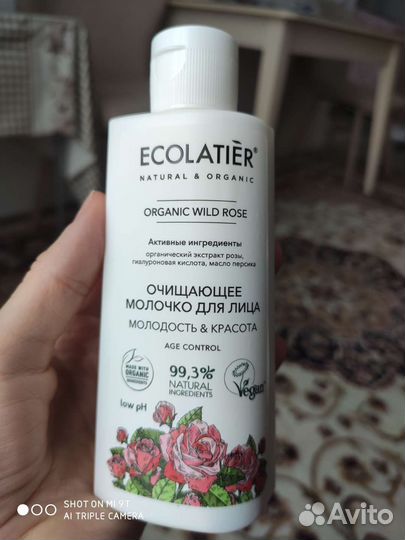 ECOLATIÈR®
NATURAL & ORGANIC
ORGANIC WILD ROSE
Активные ингредиенты
органический экстракт розы,
гиалуроновая кислота, масло персика
ОЧИЩАЮЩЕЕ
МОЛОЧКО ДЛЯ ЛИЦА
МОЛОДОСТЬ & КРАСОТА
AGE CONTROL
MADE WITH
ORGANIC
INGREDIENTS
99,3%
NATURAL
INGREDIENTS
Vegan
low pH
SHOT ON MI 9T
AI TRIPLE CAMERA
Avito